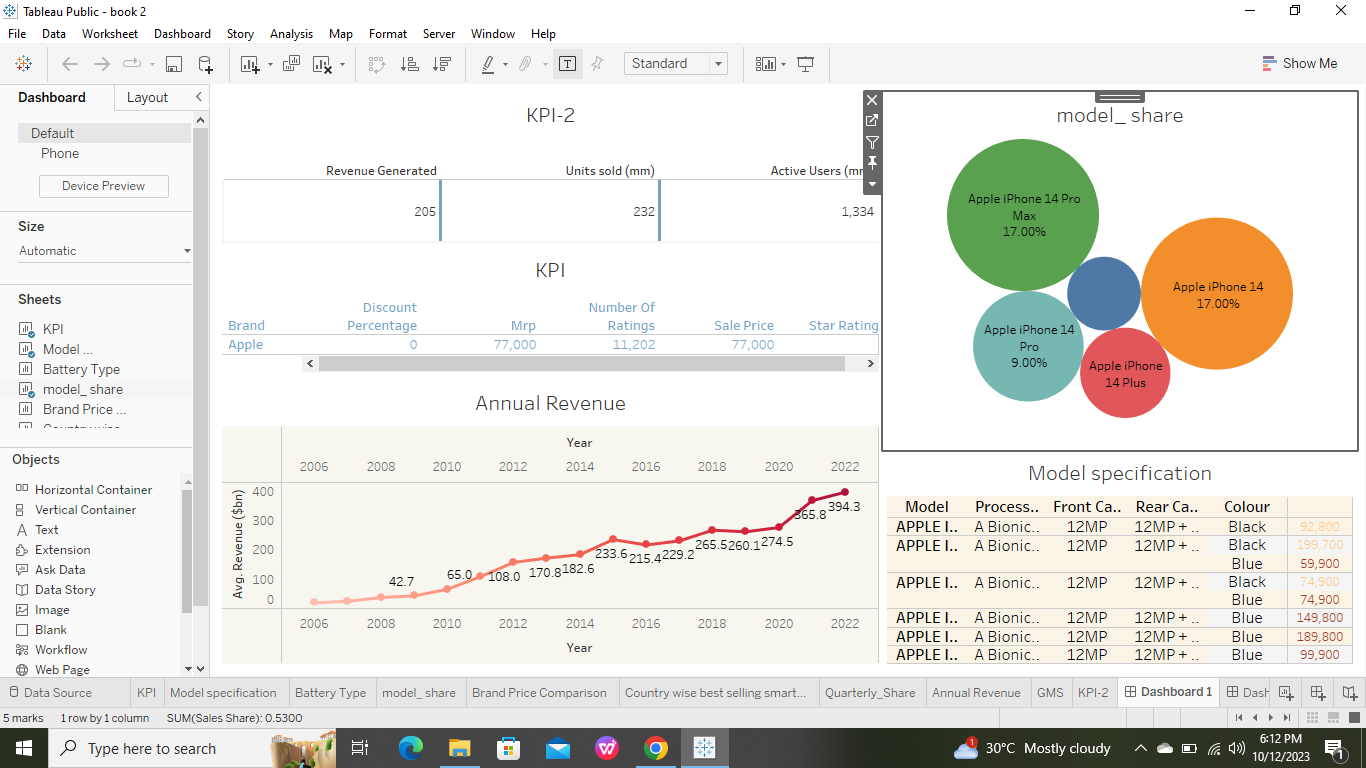 Tableau Public - book 2
File Data Worksheet Dashboard Story Analysis Map Format Server Window Help
Standard
Show Me
Dashboard Layout
Default
Phone
Device Preview
Size
Automatic
Sheets
KPI
Model ...
Battery Type
model_ share
Brand Price ...
Objects
Horizontal Container
Vertical Container
Text
Extension
Ask Data
Data Story
Image
Blank
Workflow
Web Page
KPI-2
Revenue Generated Units sold (mm) Active Users (mm
205 232 1,334
KPI
Discount Number Of
Brand Percentage Mrp Ratings Sale Price Star Rating
Apple 0 77,000 11,202 77,000
Annual Revenue
Year
2006 2008 2010 2012 2014 2016 2018 2020 2022
Avg. Revenue ($bn)
400
300
200
100
0
42.7 65.0 108.0 170.8 182.6 233.6 215.4 229.2 265.5 260.1 274.5 365.8 394.3
2006 2008 2010 2012 2014 2016 2018 2020 2022
Year
model_ share
Apple iPhone 14 Pro
Max
17.00%
Apple iPhone 14
17.00%
Apple iPhone 14
Pro
9.00%
Apple iPhone
14 Plus
Model specification
Model Process.. Front Ca.. Rear Ca.. Colour
APPLE I.. A Bionic.. 12MP 12MP + .. Black 92,800
APPLE I.. A Bionic.. 12MP 12MP + .. Black 199,700
Blue 59,900
APPLE I.. A Bionic.. 12MP 12MP + .. Black 74,900
Blue 74,900
APPLE I.. A Bionic.. 12MP 12MP + .. Blue 149,800
APPLE I.. A Bionic.. 12MP 12MP + .. Blue 189,800
APPLE I.. A Bionic.. 12MP 12MP + .. Blue 99,900
Data Source KPI Model specification Battery Type model_ share Brand Price Comparison Country wise best selling smart... Quarterly_Share Annual Revenue GMS KPI-2 Dashboard 1 Dash
5 marks 1 row by 1 column SUM(Sales Share): 0.5300
Type here to search
1
30°C Mostly cloudy
6:12 PM
10/12/2023
1